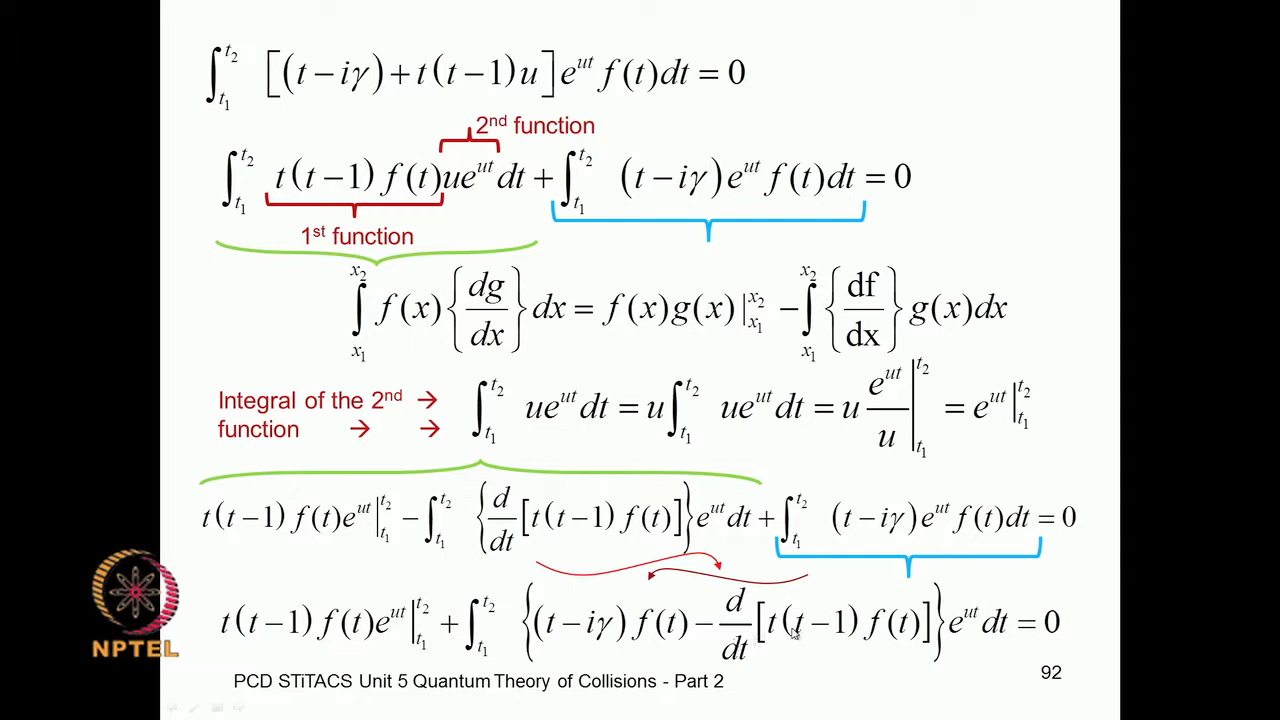 ∫_{t₁}^{t₂} [(t − iγ) + t(t − 1)u] e^{ut} f(t)dt = 0
2nd function
∫_{t₁}^{t₂} t(t − 1) f(t)ue^{ut} dt + ∫_{t₁}^{t₂} (t − iγ)e^{ut} f(t)dt = 0
1st function
∫_{x₁}^{x₂} f(x){dg/dx}dx = f(x)g(x)|_{x₁}^{x₂} − ∫_{x₁}^{x₂} {df/dx} g(x)dx
Integral of the 2nd → ∫_{t₁}^{t₂} ue^{ut}dt = u∫_{t₁}^{t₂} ue^{ut}dt = u e^{ut}/u |_{t₁}^{t₂} = e^{ut}|_{t₁}^{t₂}
function → →
t(t − 1) f(t)e^{ut}|_{t₁}^{t₂} − ∫_{t₁}^{t₂} {d/dt [t(t − 1) f(t)]}e^{ut}dt + ∫_{t₁}^{t₂} (t − iγ)e^{ut} f(t)dt = 0
t(t − 1) f(t)e^{ut}|_{t₁}^{t₂} + ∫_{t₁}^{t₂} {(t − iγ) f(t) − d/dt [t(t − 1) f(t)]}e^{ut}dt = 0
NPTEL
PCD STiTACS Unit 5 Quantum Theory of Collisions - Part 2
92